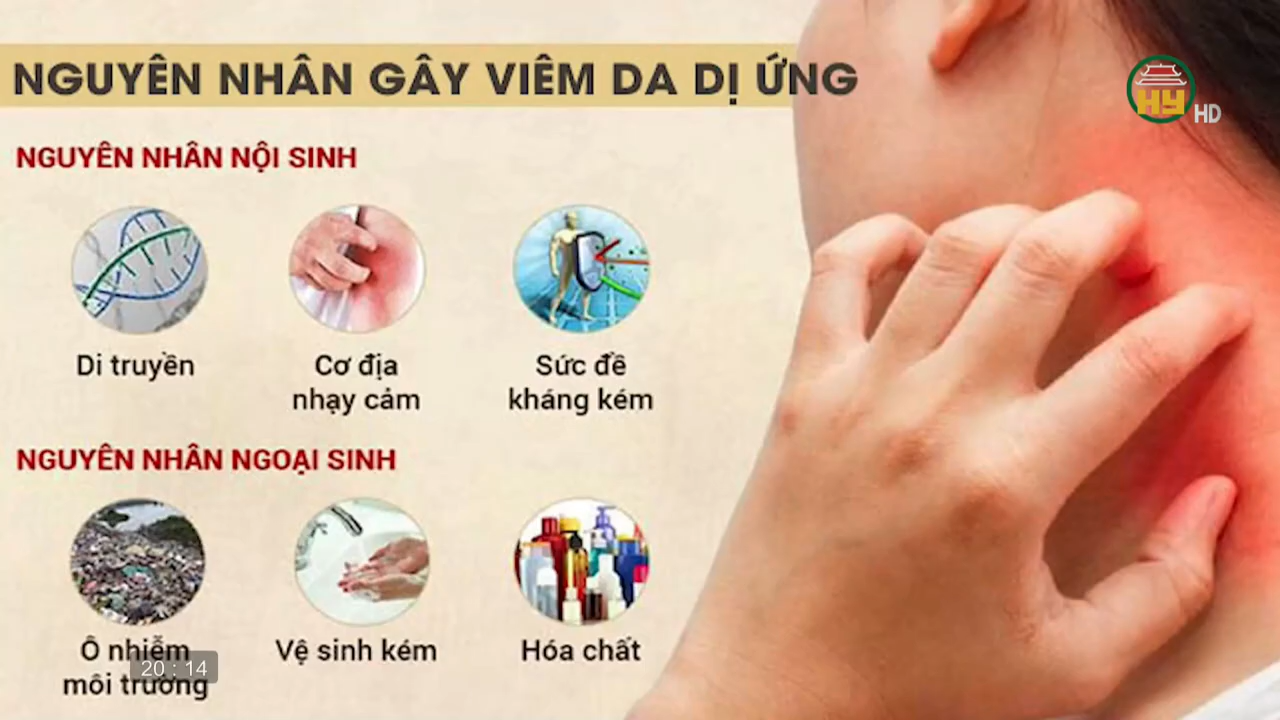 NGUYÊN NHÂN GÂY VIÊM DA DỊ ỨNG
HY HD
NGUYÊN NHÂN NỘI SINH
Di truyền
Cơ địa
nhạy cảm
Sức đề
kháng kém
NGUYÊN NHÂN NGOẠI SINH
Ô nhiễm
môi trường
Vệ sinh kém
Hóa chất
20 : 14